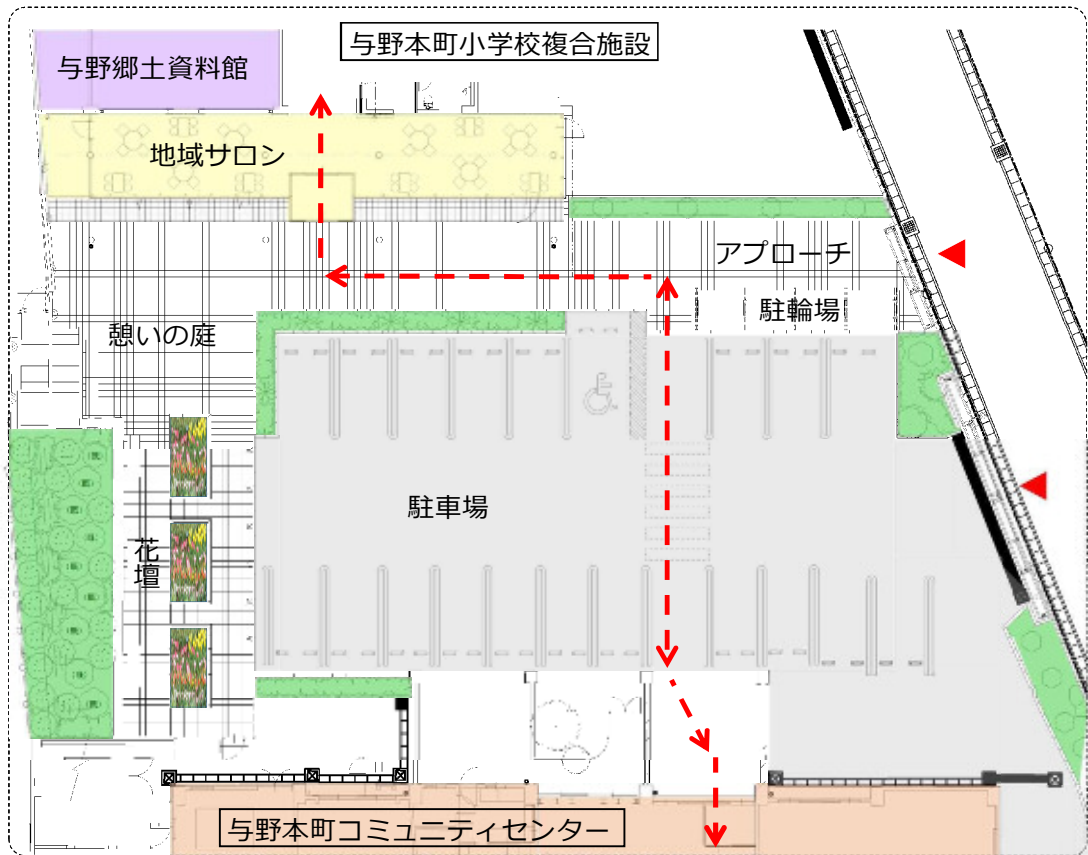 与野本町小学校複合施設
与野郷土資料館
地域サロン
アプローチ
駐輪場
憩いの庭
駐車場
花壇
与野本町コミュニティセンター